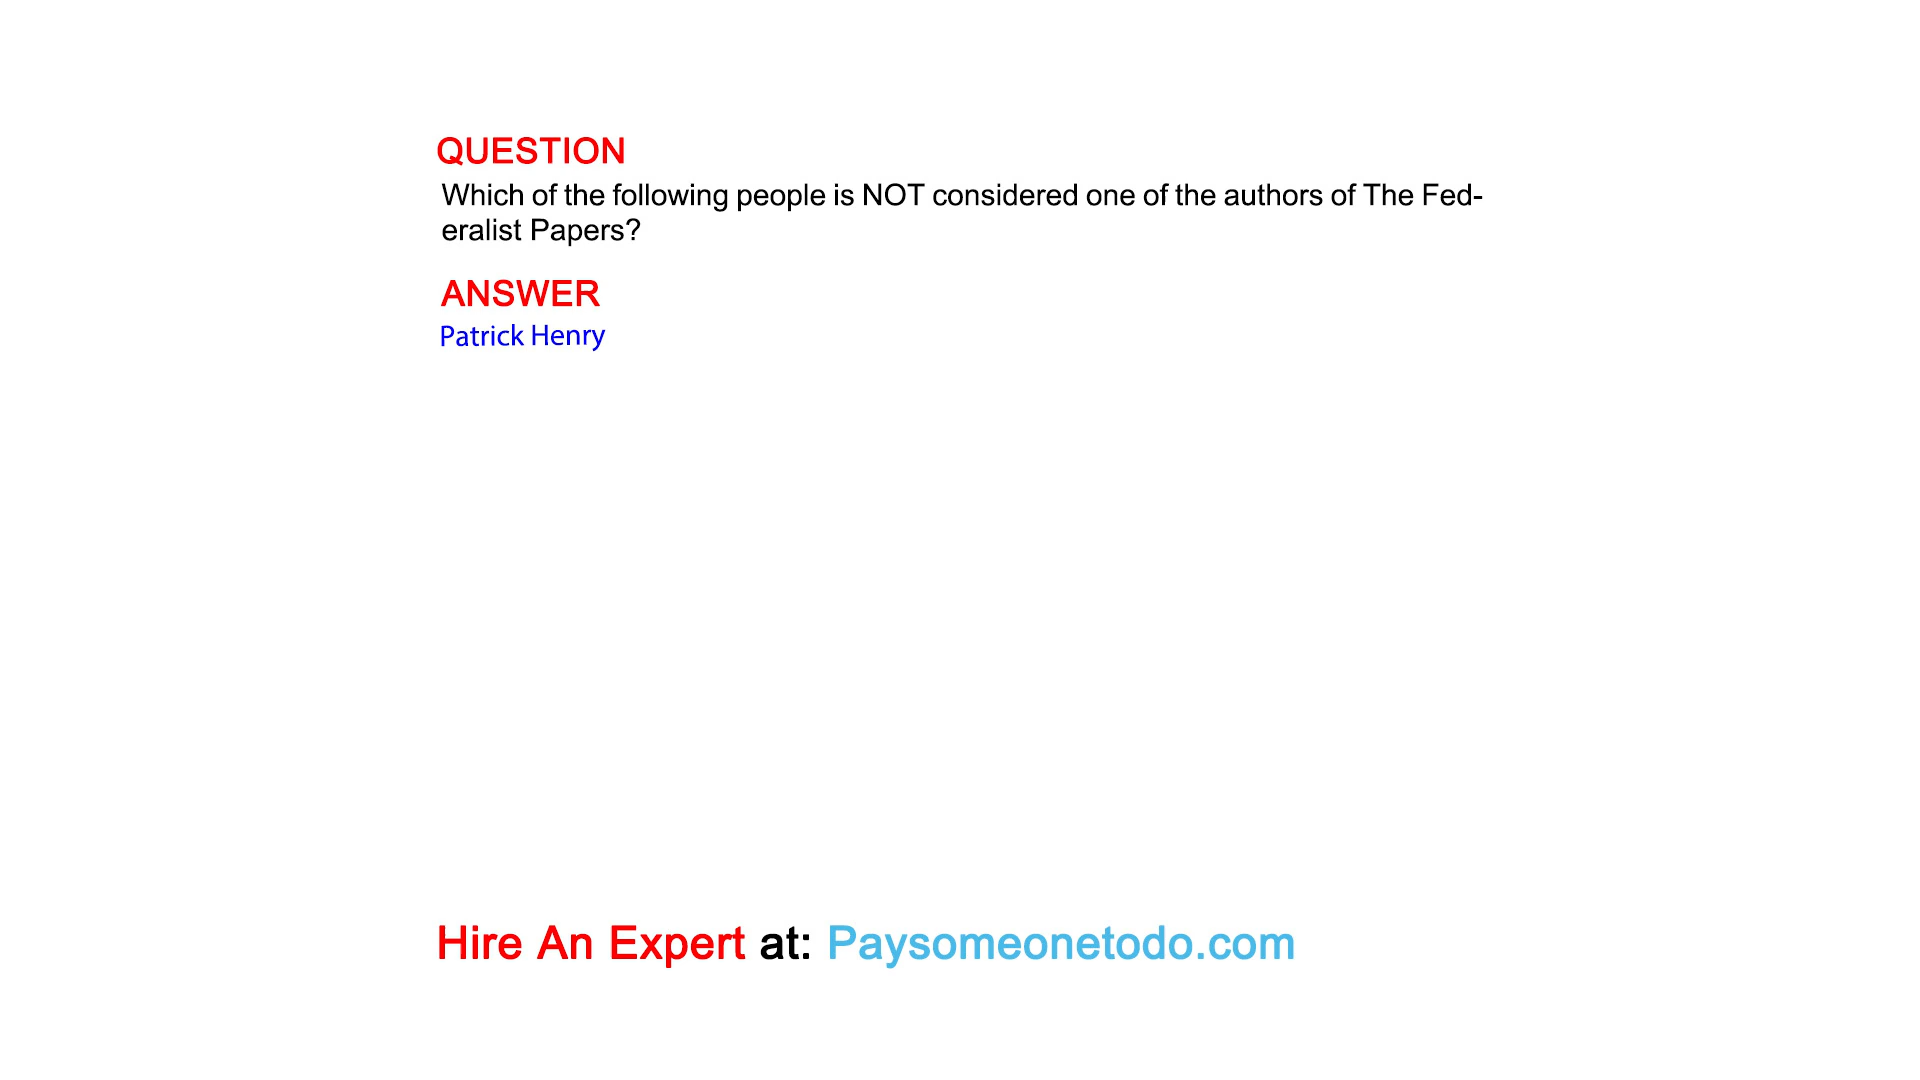 QUESTION
Which of the following people is NOT considered one of the authors of The Fed-
eralist Papers?
ANSWER
Patrick Henry
Hire An Expert at: Paysomeonetodo.com